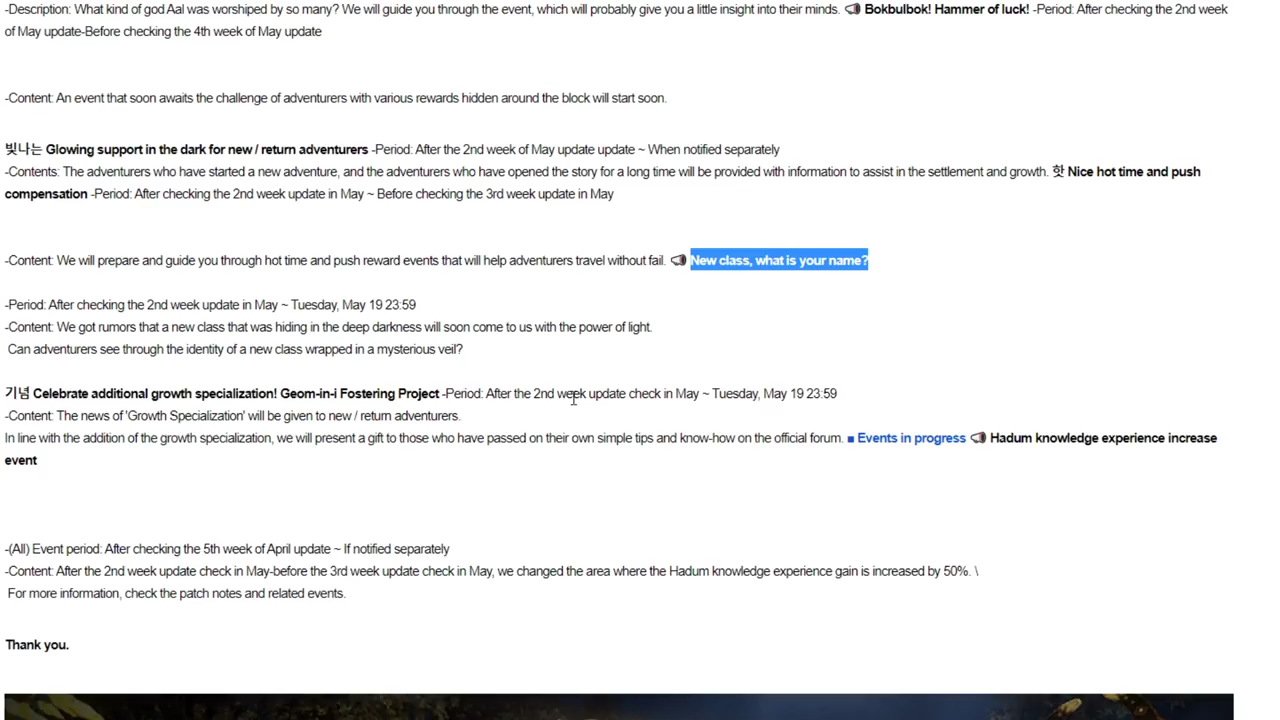 -Description: What kind of god Aal was worshiped by so many? We will guide you through the event, which will probably give you a little insight into their minds. 📢 Bokbulbok! Hammer of luck! -Period: After checking the 2nd week
of May update-Before checking the 4th week of May update
-Content: An event that soon awaits the challenge of adventurers with various rewards hidden around the block will start soon.
빛나는 Glowing support in the dark for new / return adventurers -Period: After the 2nd week of May update update ~ When notified separately
-Contents: The adventurers who have started a new adventure, and the adventurers who have opened the story for a long time will be provided with information to assist in the settlement and growth. 핫 Nice hot time and push
compensation -Period: After checking the 2nd week update in May ~ Before checking the 3rd week update in May
-Content: We will prepare and guide you through hot time and push reward events that will help adventurers travel without fail. 📢 New class, what is your name?
-Period: After checking the 2nd week update in May ~ Tuesday, May 19 23:59
-Content: We got rumors that a new class that was hiding in the deep darkness will soon come to us with the power of light.
Can adventurers see through the identity of a new class wrapped in a mysterious veil?
기념 Celebrate additional growth specialization! Geom-in-i Fostering Project -Period: After the 2nd week update check in May ~ Tuesday, May 19 23:59
-Content: The news of 'Growth Specialization' will be given to new / return adventurers.
In line with the addition of the growth specialization, we will present a gift to those who have passed on their own simple tips and know-how on the official forum. ■ Events in progress 📢 Hadum knowledge experience increase
event
-(All) Event period: After checking the 5th week of April update ~ If notified separately
-Content: After the 2nd week update check in May-before the 3rd week update check in May, we changed the area where the Hadum knowledge experience gain is increased by 50%. \
For more information, check the patch notes and related events.
Thank you.